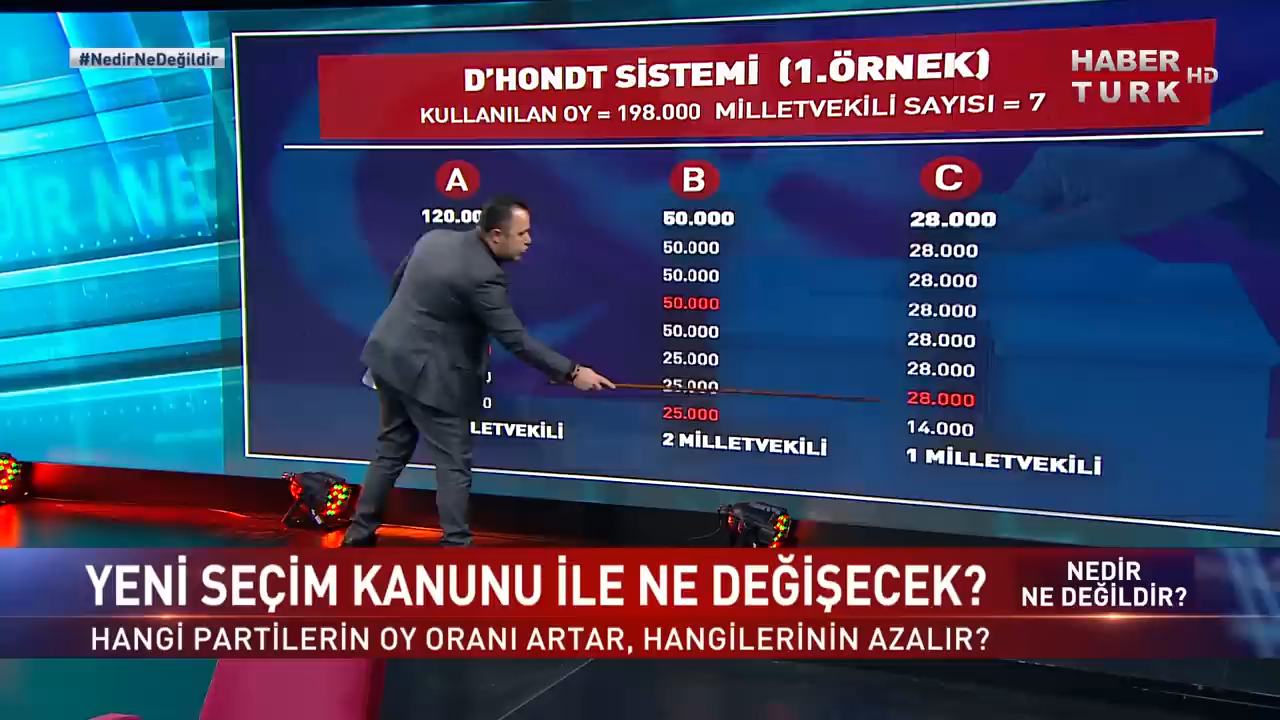 #NedirNeDeğildir
D'HONDT SİSTEMİ (1.ÖRNEK)
KULLANILAN OY = 198.000 MİLLETVEKİLİ SAYISI = 7
HABER
TURK HD
A
B
C
120.00
50.000
28.000
50.000
28.000
50.000
28.000
50.000
28.000
50.000
28.000
25.000
28.000
25.000
28.000
25.000
14.000
LETVEKİLİ
2 MİLLETVEKİLİ
1 MİLLETVEKİLİ
YENİ SEÇİM KANUNU İLE NE DEĞİŞECEK?
HANGİ PARTİLERİN OY ORANI ARTAR, HANGİLERİNİN AZALIR?
NEDİR
NE DEĞİLDİR?